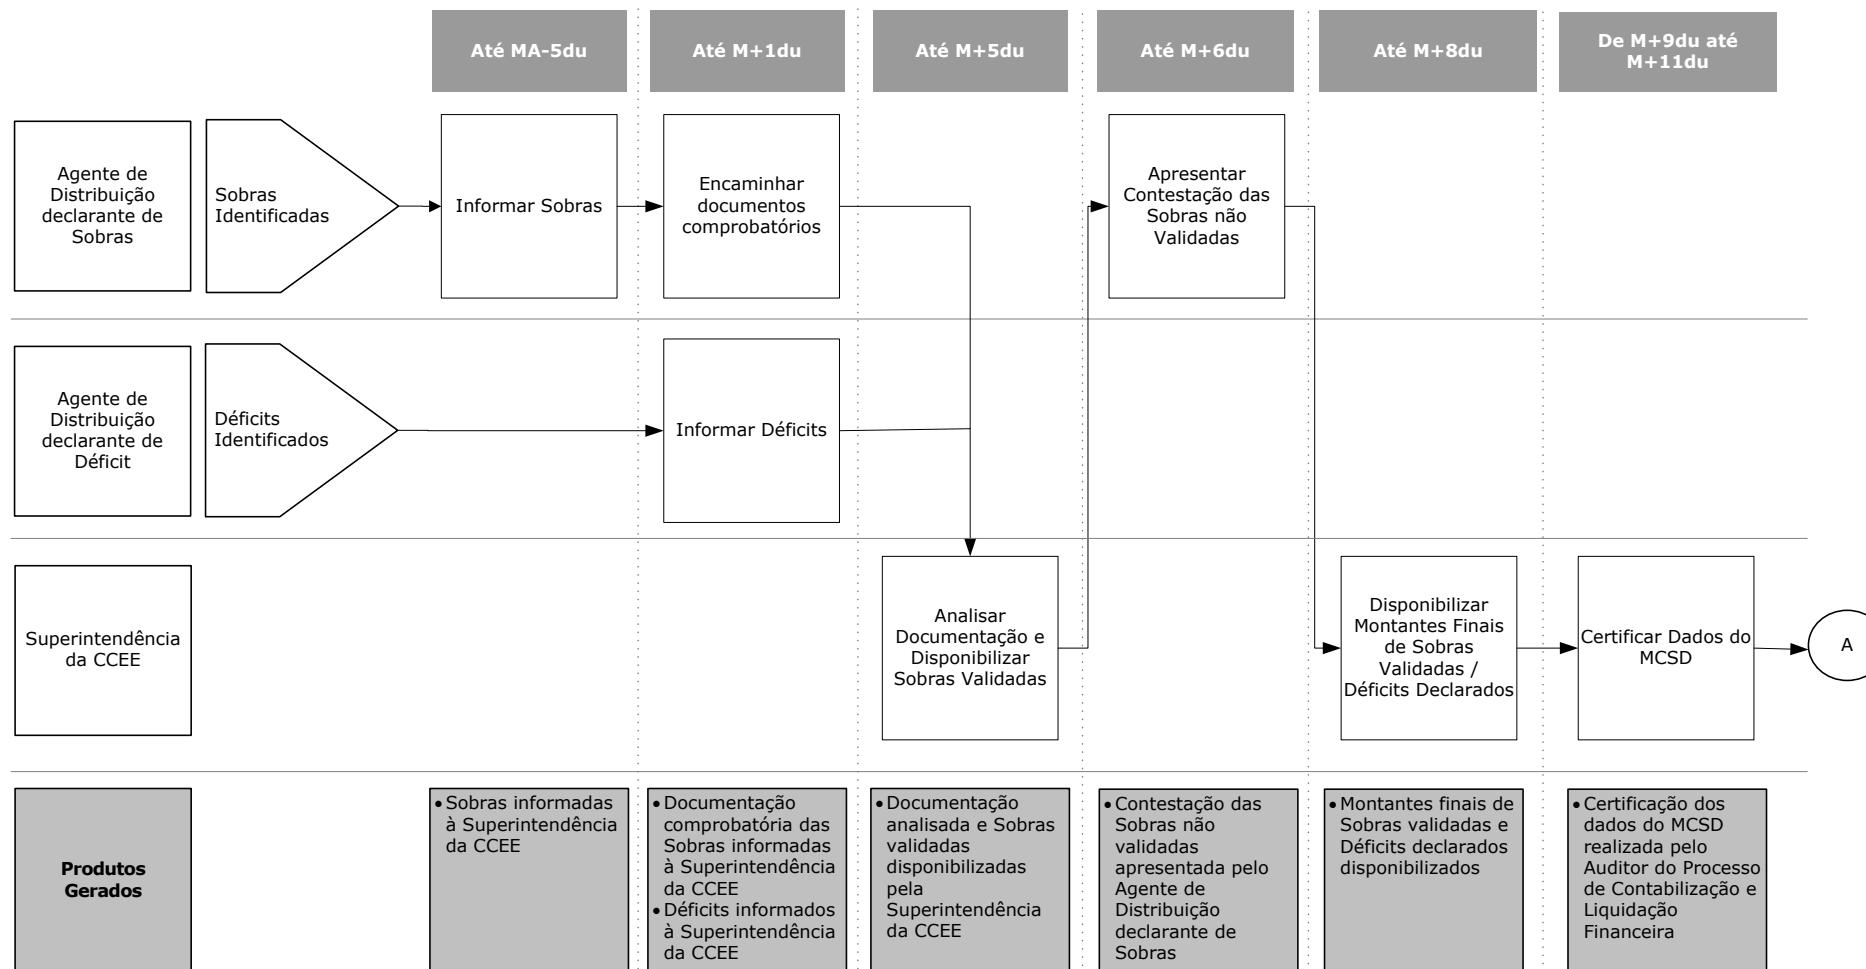 Até MA-5du
Até M+1du
Até M+5du
Até M+6du
Até M+8du
De M+9du até
M+11du
Agente de
Distribuição
declarante de
Sobras
Sobras
Identificadas
Informar Sobras
Encaminhar
documentos
comprobatórios
Apresentar
Contestação das
Sobras não
Validadas
Agente de
Distribuição
declarante de
Déficit
Déficits
Identificados
Informar Déficits
Superintendência
da CCEE
Analisar
Documentação e
Disponibilizar
Sobras Validadas
Disponibilizar
Montantes Finais
de Sobras
Validadas /
Déficits Declarados
Certificar Dados do
MCSD
A
Produtos
Gerados
• Sobras informadas
à Superintendência
da CCEE
• Documentação
comprobatória das
Sobras informadas
à Superintendência
da CCEE
• Déficits informados
à Superintendência
da CCEE
• Documentação
analisada e Sobras
validadas
disponibilizadas
pela
Superintendência
da CCEE
• Contestação das
Sobras não
validadas
apresentada pelo
Agente de
Distribuição
declarante de
Sobras
• Montantes finais de
Sobras validadas e
Déficits declarados
disponibilizados
• Certificação dos
dados do MCSD
realizada pelo
Auditor do Processo
de Contabilização e
Liquidação
Financeira